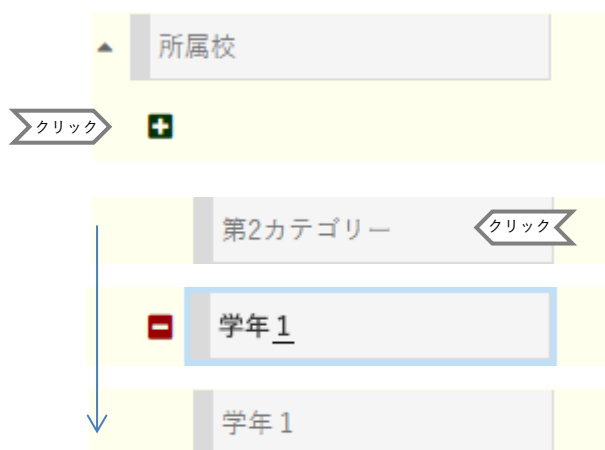 所属校
クリック
第2カテゴリー
クリック
学年1
学年1